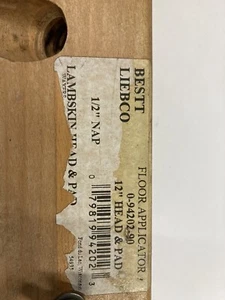 BESTT
LIEBCO
FLOOR APPLICATOR
0-94202-90
12" HEAD & PAD
1/2" NAP
0 79819 94202 3
LAMBSKIN HEAD & PAD